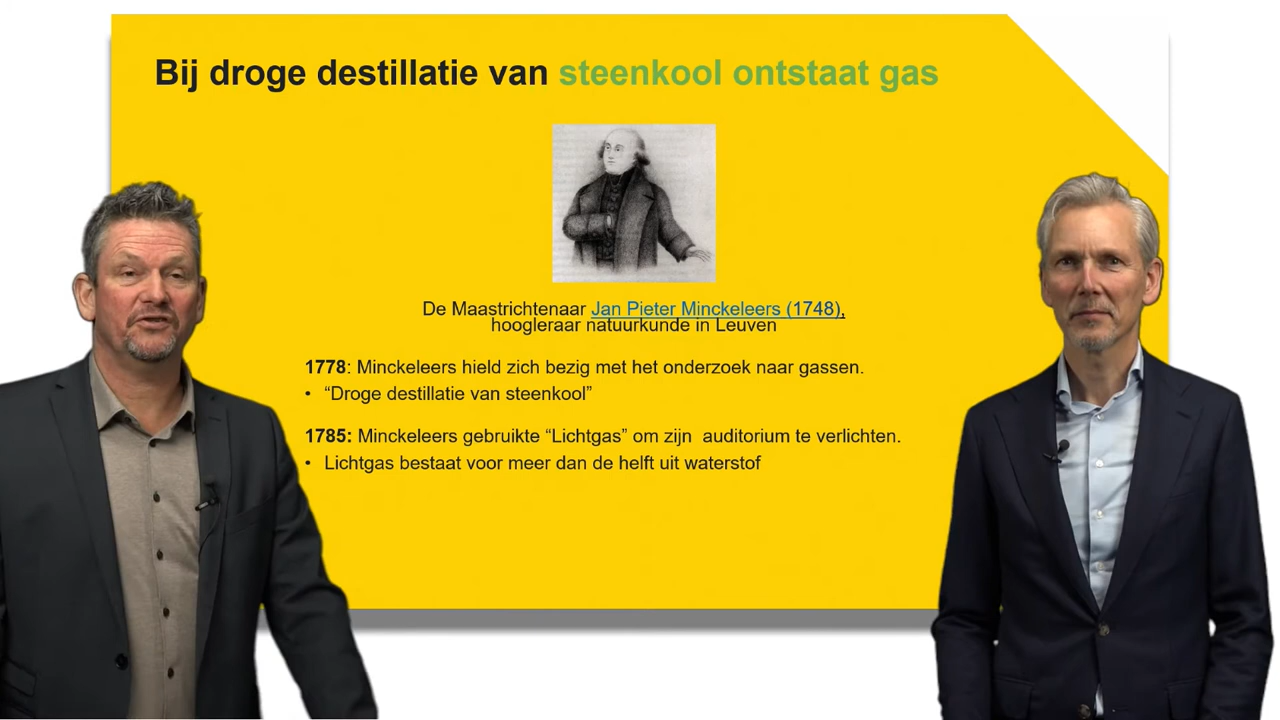 Bij droge destillatie van steenkool ontstaat gas
De Maastrichtenaar Jan Pieter Minckeleers (1748),
hoogleraar natuurkunde in Leuven
1778: Minckeleers hield zich bezig met het onderzoek naar gassen.
• “Droge destillatie van steenkool”
1785: Minckeleers gebruikte “Lichtgas” om zijn  auditorium te verlichten.
• Lichtgas bestaat voor meer dan de helft uit waterstof